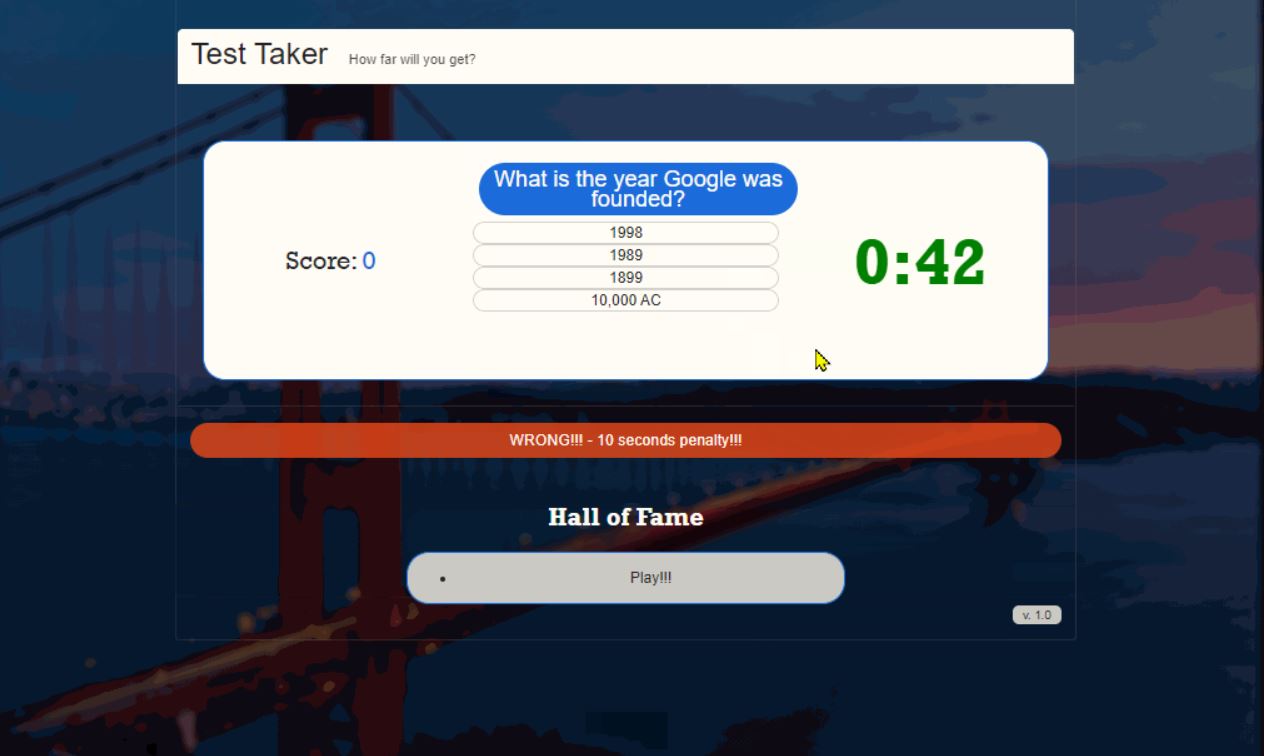 Test Taker How far will you get?
What is the year Google was
founded?
1998
1989
1899
10,000 AC
Score: 0
0:42
WRONG!!! - 10 seconds penalty!!!
Hall of Fame
• Play!!!
v. 1.0